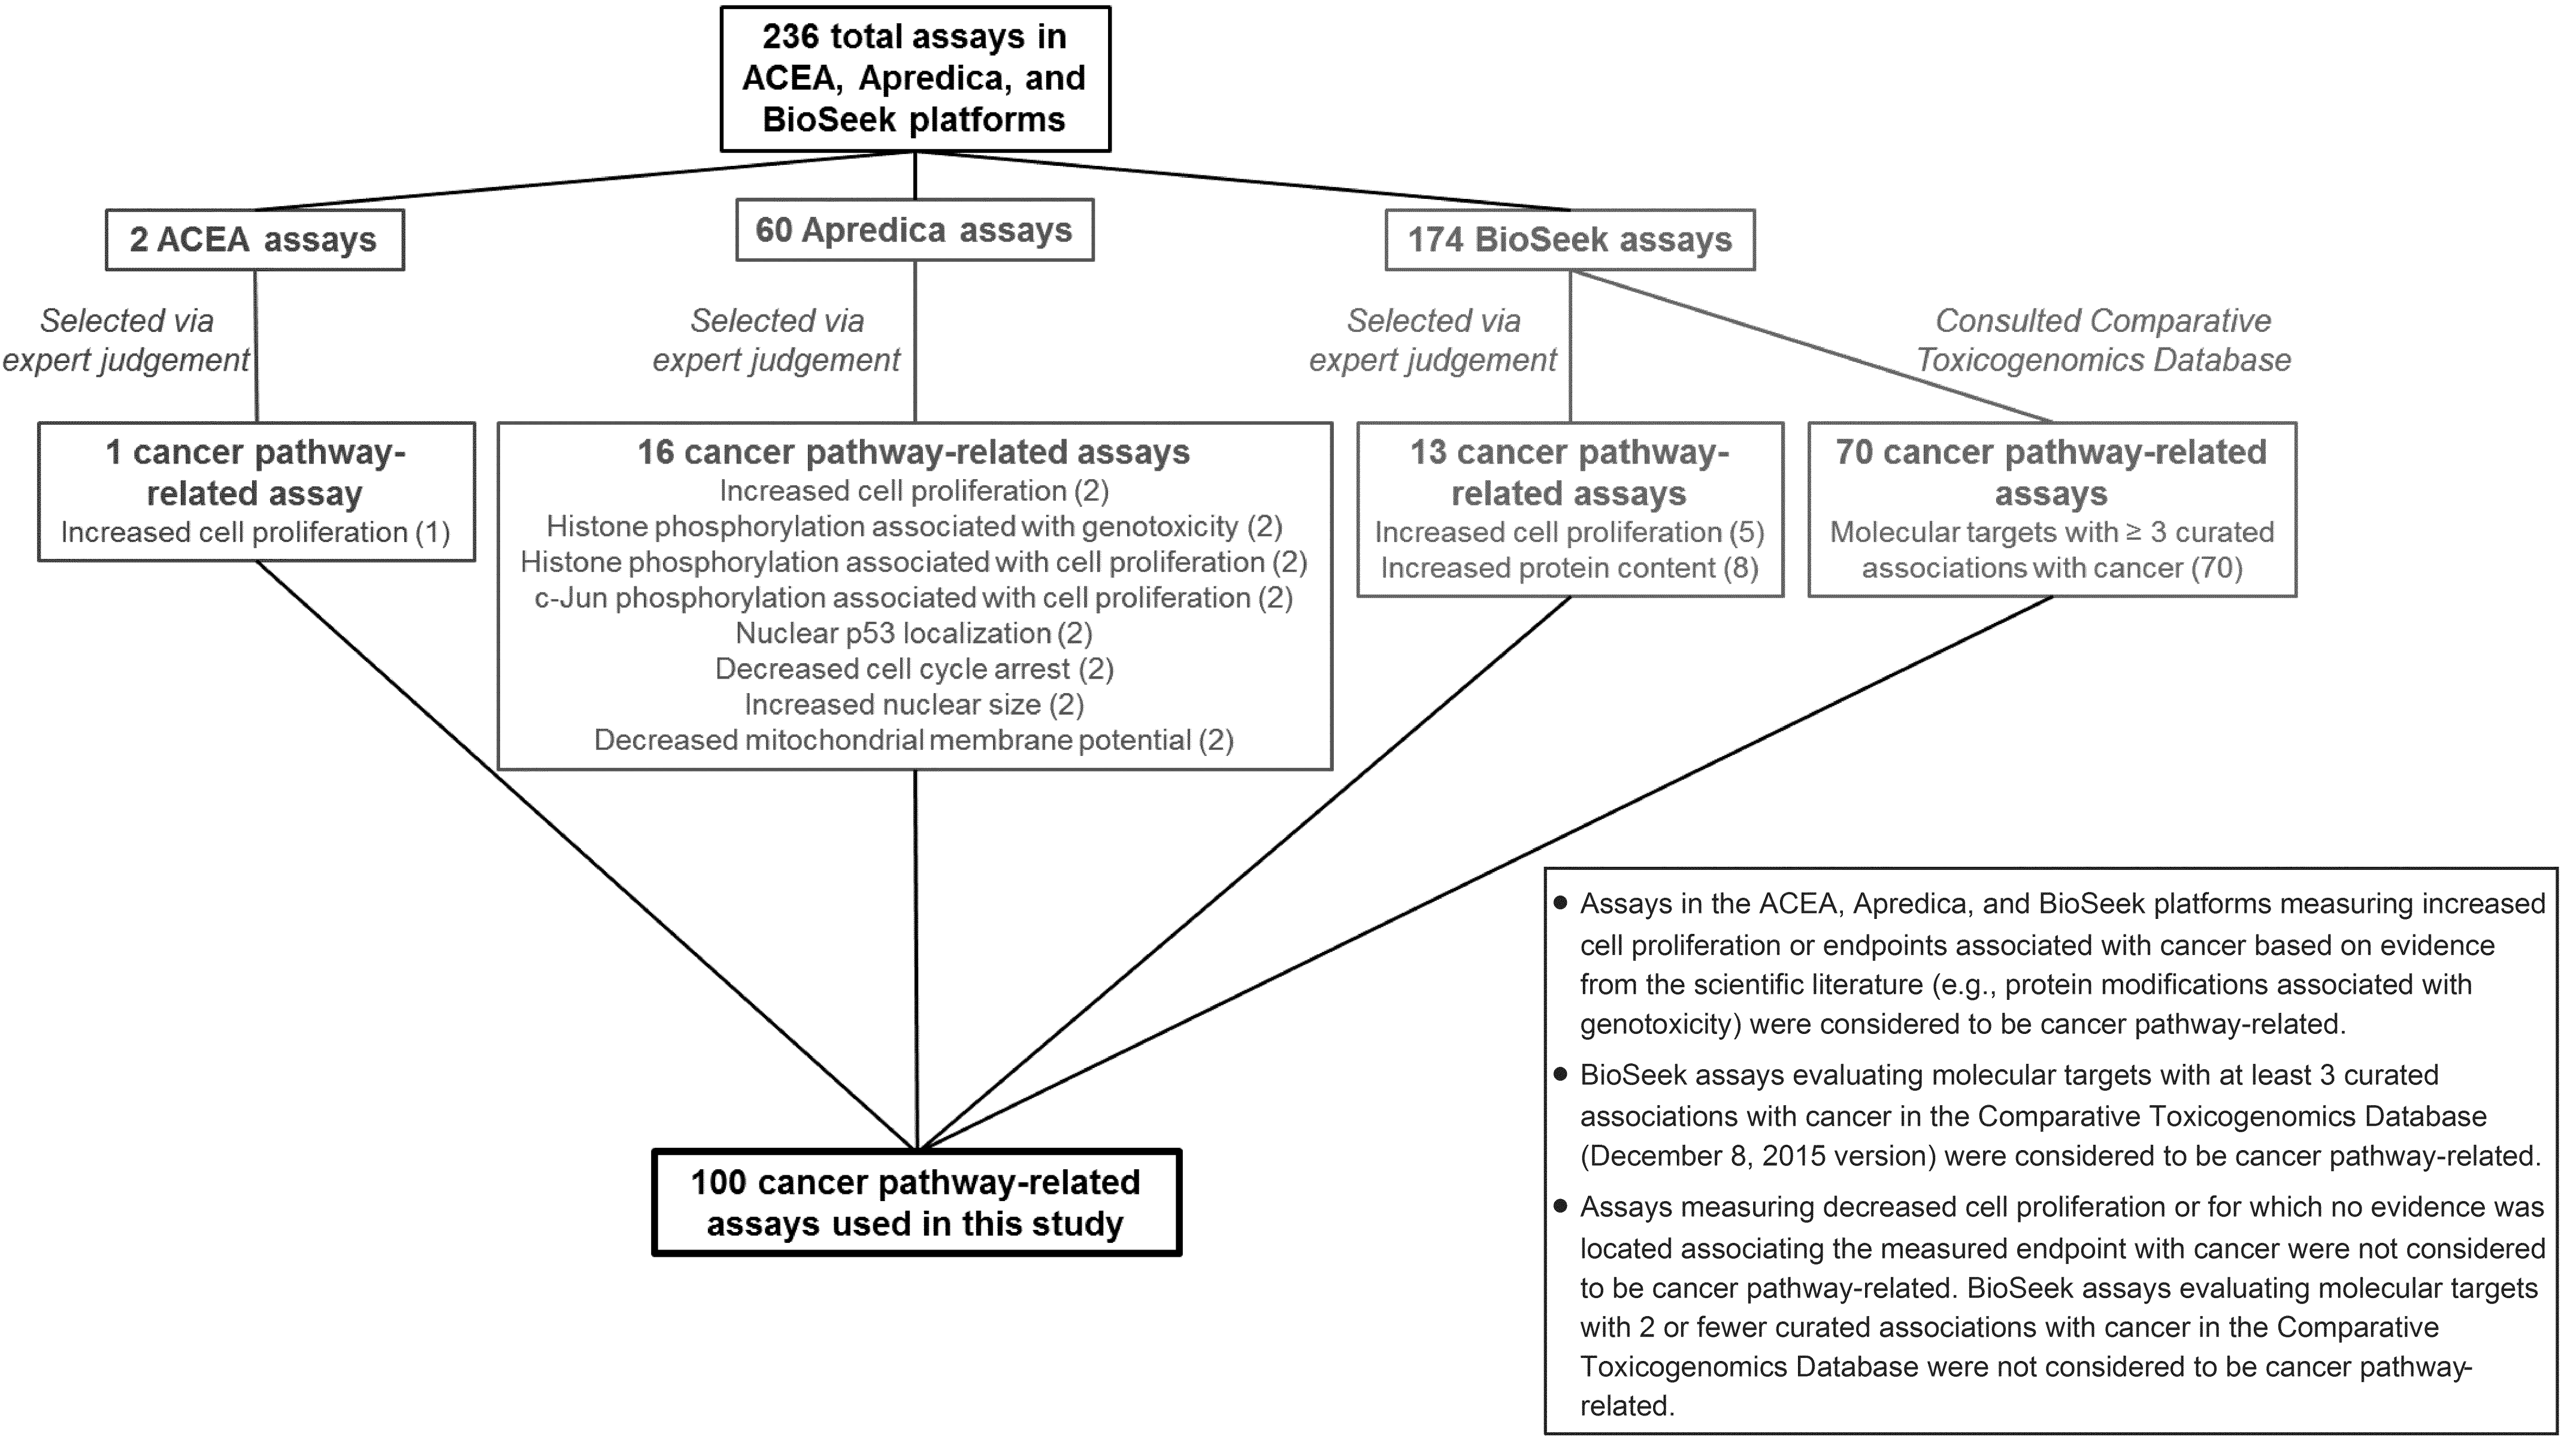 236 total assays in
ACEA, Apredica, and
BioSeek platforms
2 ACEA assays
60 Apredica assays
174 BioSeek assays
Selected via
expert judgement
Selected via
expert judgement
Selected via
expert judgement
Consulted Comparative
Toxicogenomics Database
1 cancer pathway-
related assay
Increased cell proliferation (1)
16 cancer pathway-related assays
Increased cell proliferation (2)
Histone phosphorylation associated with genotoxicity (2)
Histone phosphorylation associated with cell proliferation (2)
c-Jun phosphorylation associated with cell proliferation (2)
Nuclear p53 localization (2)
Decreased cell cycle arrest (2)
Increased nuclear size (2)
Decreased mitochondrial membrane potential (2)
13 cancer pathway-
related assays
Increased cell proliferation (5)
Increased protein content (8)
70 cancer pathway-related
assays
Molecular targets with ≥ 3 curated
associations with cancer (70)
100 cancer pathway-related
assays used in this study
● Assays in the ACEA, Apredica, and BioSeek platforms measuring increased
cell proliferation or endpoints associated with cancer based on evidence
from the scientific literature (e.g., protein modifications associated with
genotoxicity) were considered to be cancer pathway-related.
● BioSeek assays evaluating molecular targets with at least 3 curated
associations with cancer in the Comparative Toxicogenomics Database
(December 8, 2015 version) were considered to be cancer pathway-related.
● Assays measuring decreased cell proliferation or for which no evidence was
located associating the measured endpoint with cancer were not considered
to be cancer pathway-related. BioSeek assays evaluating molecular targets
with 2 or fewer curated associations with cancer in the Comparative
Toxicogenomics Database were not considered to be cancer pathway-
related.